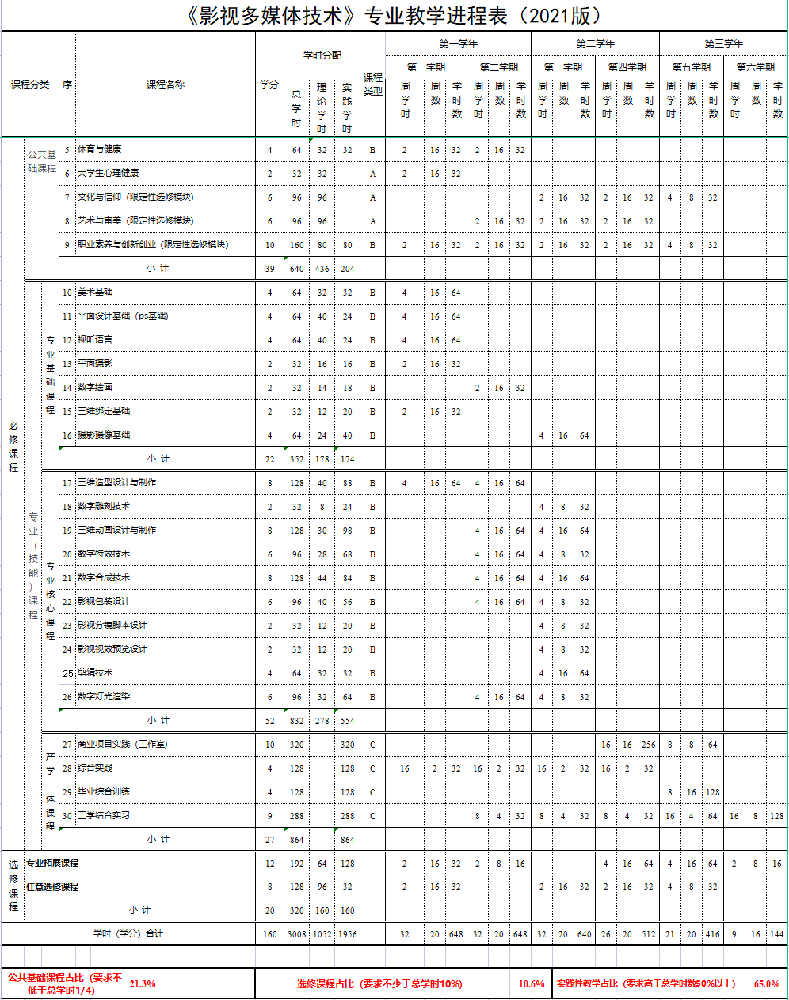 《影视多媒体技术》专业教学进程表（2021版）
课程分类 序 课程名称 学分 学时分配 课程类型 第一学年 第二学年 第三学年
第一学期 第二学期 第三学期 第四学期 第五学期 第六学期
总学时 理论学时 实践学时 周学时 周数 学时数 周学时 周数 学时数 周学时 周数 学时数 周学时 周数 学时数 周学时 周数 学时数 周学时 周数 学时数
必修课程
公共基础课程
5 体育与健康 4 64 32 32 B 2 16 32 2 16 32
6 大学生心理健康 2 32 32 A 2 16 32
7 文化与信仰（限定性选修模块） 6 96 96 A 2 16 32 2 16 32 4 8 32
8 艺术与审美（限定性选修模块） 6 96 96 A 2 16 32 2 16 32 2 16 32
9 职业素养与创新创业（限定性选修模块） 10 160 80 80 B 2 16 32 2 16 32 2 16 32 2 16 32 4 8 32
小 计 39 640 436 204
专业（技能）课程
专业基础课程
10 美术基础 4 64 32 32 B 4 16 64
11 平面设计基础（ps基础） 4 64 40 24 B 4 16 64
12 视听语言 4 64 40 24 B 4 16 64
13 平面摄影 2 32 16 16 B 2 16 32
14 数字绘画 2 32 14 18 B 2 16 32
15 三维绑定基础 2 32 12 20 B 2 16 32
16 摄影摄像基础 4 64 24 40 B 4 16 64
小 计 22 352 178 174
专业核心课程
17 三维造型设计与制作 8 128 40 88 B 4 16 64 4 16 64
18 数字雕刻技术 2 32 8 24 B 4 8 32
19 三维动画设计与制作 8 128 30 98 B 4 16 64 4 16 64
20 数字特效技术 6 96 28 68 B 4 16 64 4 8 32
21 数字合成技术 8 128 44 84 B 4 16 64 4 16 64
22 影视包装设计 6 96 40 56 B 4 16 64 4 8 32
23 影视分镜脚本设计 2 32 12 20 B 4 8 32
24 影视视效预览设计 2 32 12 20 B 4 8 32
25 剪辑技术 4 64 32 32 B 4 16 64
26 数字灯光渲染 6 96 32 64 B 4 16 64 4 8 32
小 计 52 832 278 554
产学一体课程
27 商业项目实践（工作室） 10 320 320 C 16 16 256 8 8 64
28 综合实践 4 128 128 C 16 2 32 16 2 32 16 2 32 16 2 32
29 毕业综合训练 4 128 128 C 8 16 128
30 工学结合实习 9 288 288 C 8 4 32 8 4 32 8 4 32 16 4 64 16 8 128
小 计 27 864 864
选修课程
专业拓展课程 12 192 64 128 2 16 32 2 8 16 4 16 64 4 16 64 2 8 16
任意选修课程 8 128 96 32 2 16 32 2 16 32 2 16 32 4 8 32
小 计 20 320 160 160
学时（学分）合计 160 3008 1052 1956 32 20 648 32 20 648 32 20 640 26 20 512 21 20 416 9 16 144
公共基础课程占比（要求不低于总学时1/4） 21.3% 选修课程占比（要求不少于总学时10%） 10.6% 实践性教学占比（要求高于总学时数50%以上） 65.0%